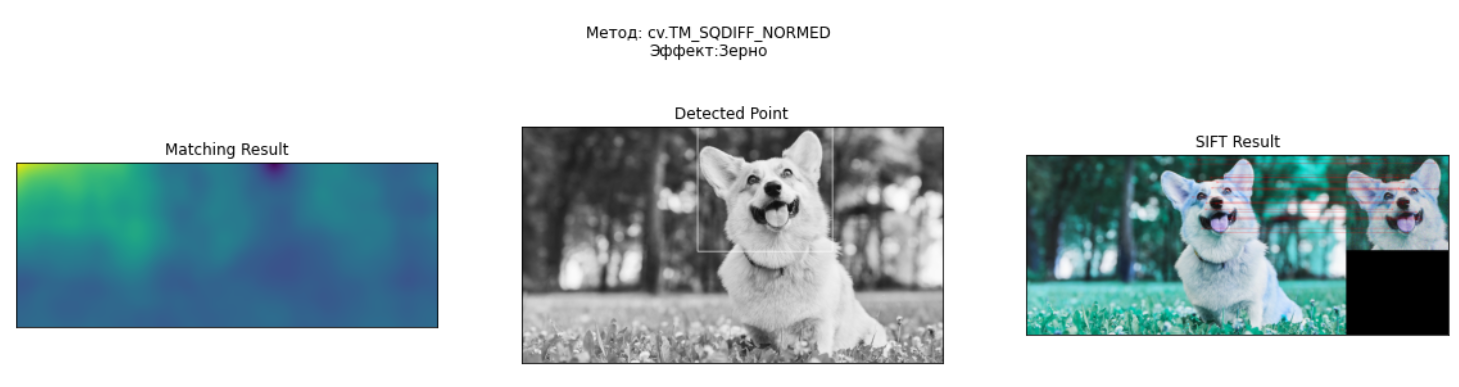 Метод: cv.TM_SQDIFF_NORMED
Эффект:Зерно
Matching Result
Detected Point
SIFT Result